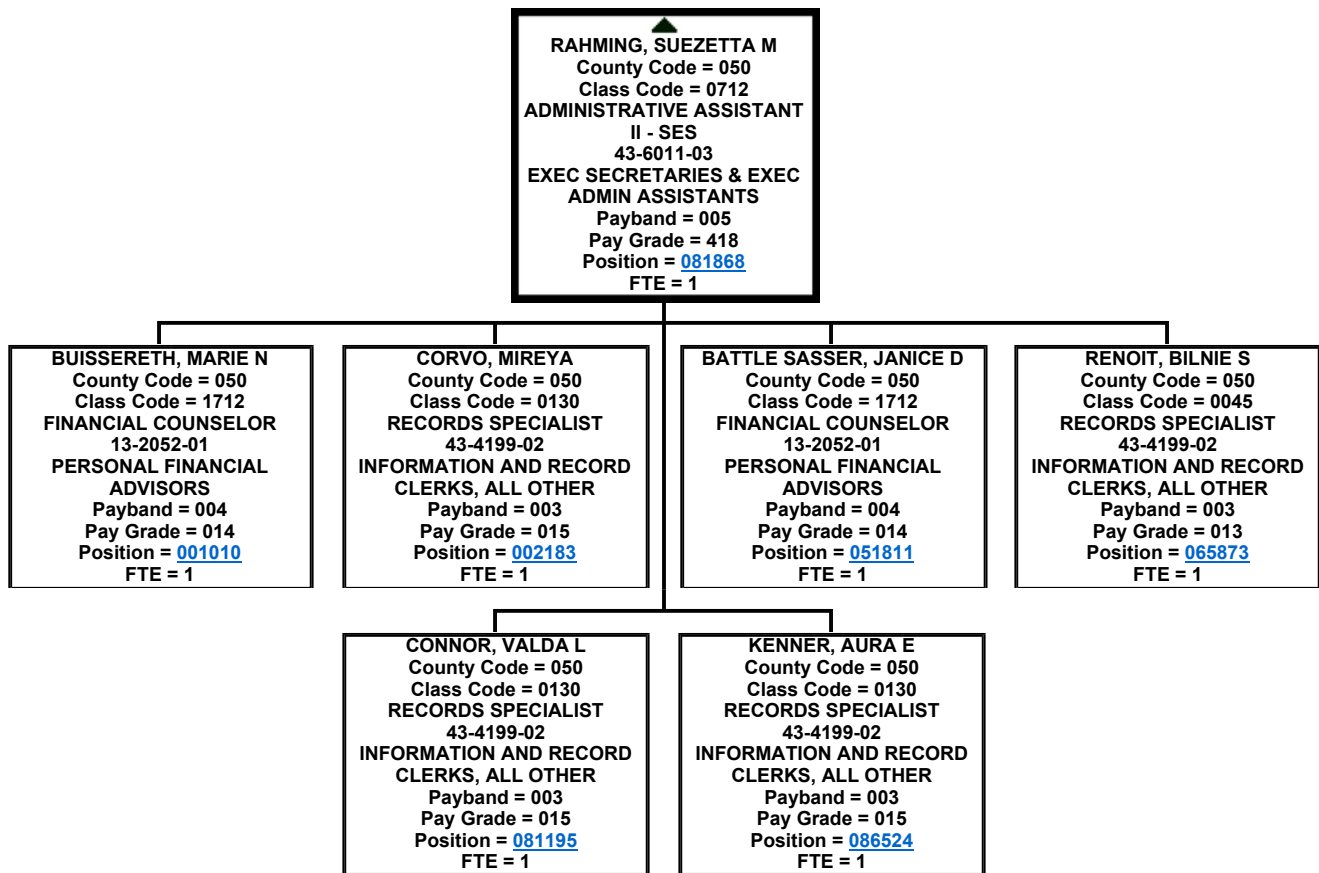 RAHMING, SUEZETTA M
County Code = 050
Class Code = 0712
ADMINISTRATIVE ASSISTANT
II - SES
43-6011-03
EXEC SECRETARIES & EXEC
ADMIN ASSISTANTS
Payband = 005
Pay Grade = 418
Position = 081868
FTE = 1
BUISSERETH, MARIE N
County Code = 050
Class Code = 1712
FINANCIAL COUNSELOR
13-2052-01
PERSONAL FINANCIAL
ADVISORS
Payband = 004
Pay Grade = 014
Position = 001010
FTE = 1
CORVO, MIREYA
County Code = 050
Class Code = 0130
RECORDS SPECIALIST
43-4199-02
INFORMATION AND RECORD
CLERKS, ALL OTHER
Payband = 003
Pay Grade = 015
Position = 002183
FTE = 1
BATTLE SASSER, JANICE D
County Code = 050
Class Code = 1712
FINANCIAL COUNSELOR
13-2052-01
PERSONAL FINANCIAL
ADVISORS
Payband = 004
Pay Grade = 014
Position = 051811
FTE = 1
RENOIT, BILNIE S
County Code = 050
Class Code = 0045
RECORDS SPECIALIST
43-4199-02
INFORMATION AND RECORD
CLERKS, ALL OTHER
Payband = 003
Pay Grade = 013
Position = 065873
FTE = 1
CONNOR, VALDA L
County Code = 050
Class Code = 0130
RECORDS SPECIALIST
43-4199-02
INFORMATION AND RECORD
CLERKS, ALL OTHER
Payband = 003
Pay Grade = 015
Position = 081195
FTE = 1
KENNER, AURA E
County Code = 050
Class Code = 0130
RECORDS SPECIALIST
43-4199-02
INFORMATION AND RECORD
CLERKS, ALL OTHER
Payband = 003
Pay Grade = 015
Position = 086524
FTE = 1